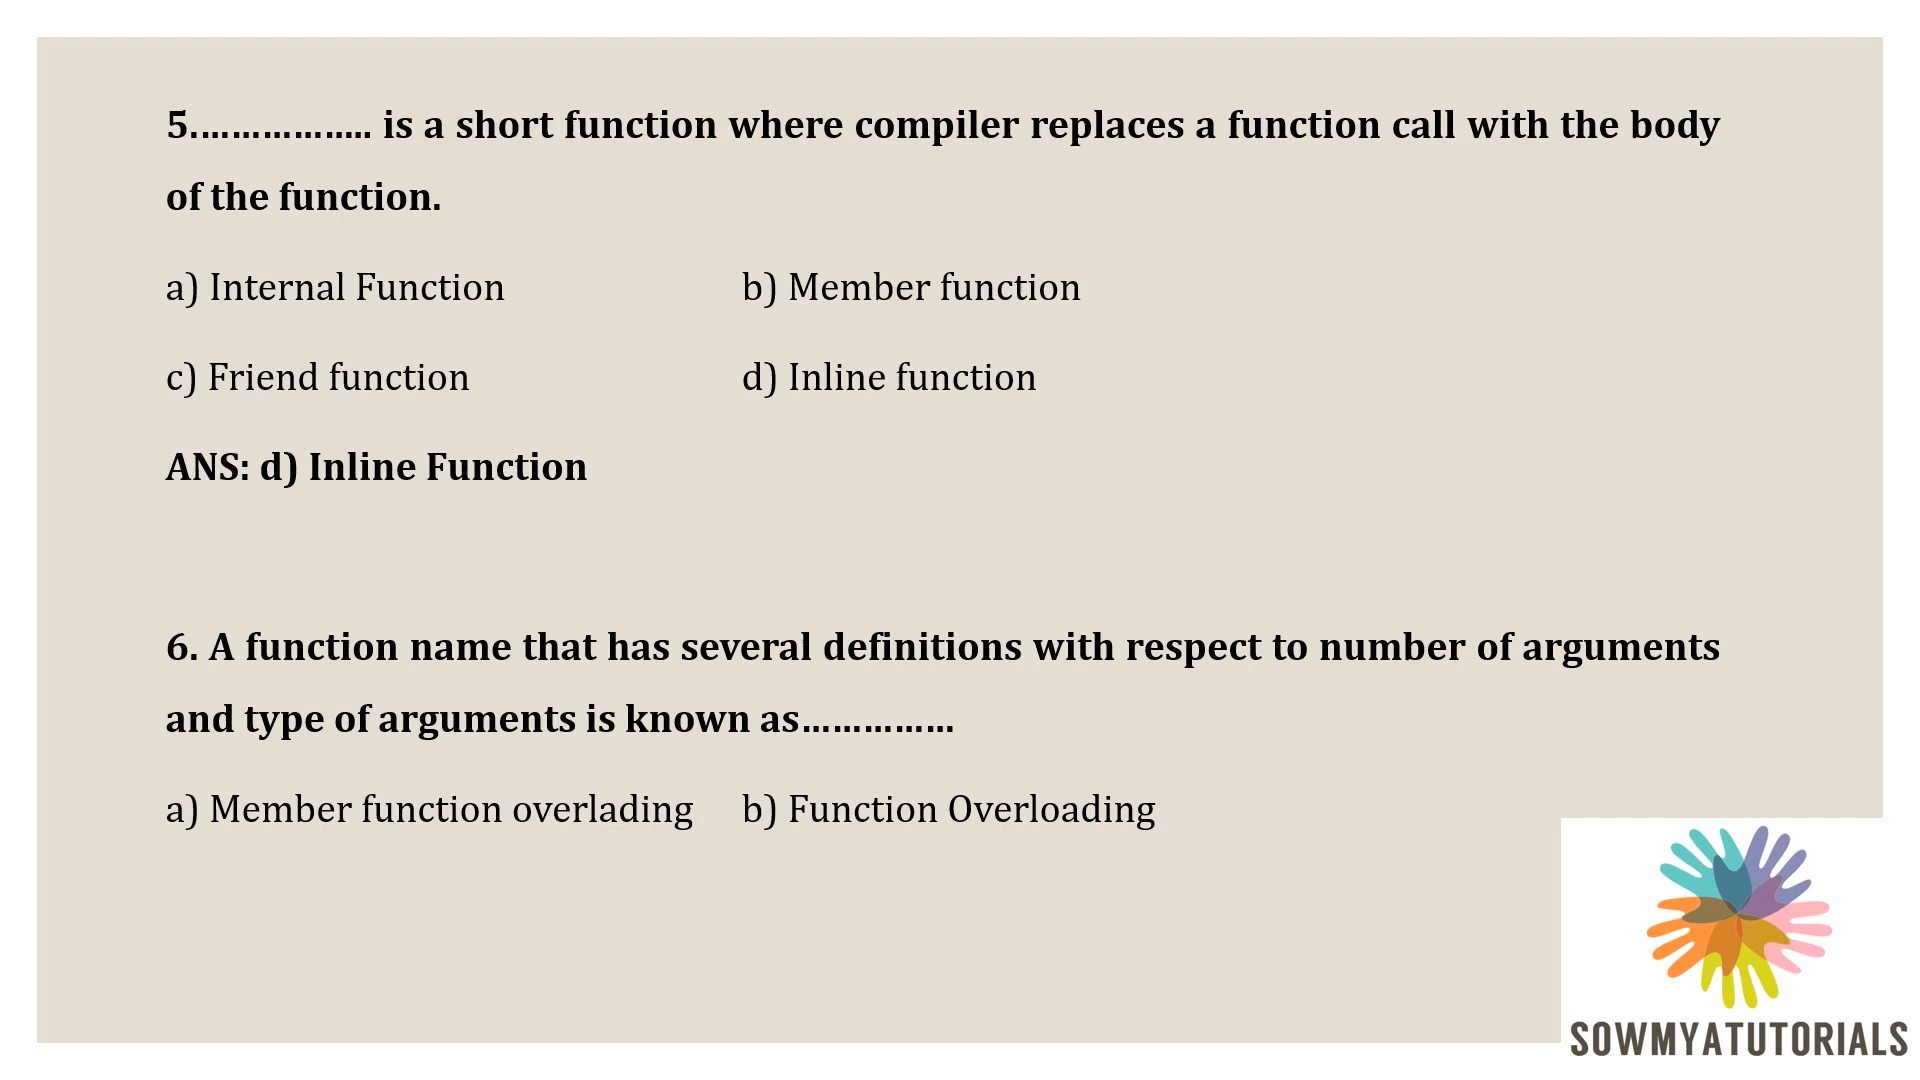 5.…………….. is a short function where compiler replaces a function call with the body
of the function.
a) Internal Function b) Member function
c) Friend function d) Inline function
ANS: d) Inline Function
6. A function name that has several definitions with respect to number of arguments
and type of arguments is known as……………
a) Member function overlading b) Function Overloading
SOWMYATUTORIALS